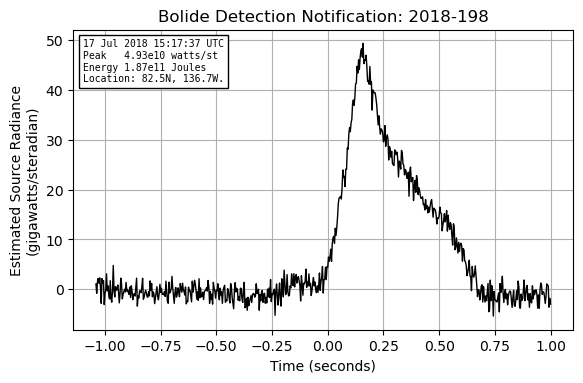 Bolide Detection Notification: 2018-198
17 Jul 2018 15:17:37 UTC
Peak   4.93e10 watts/st
Energy 1.87e11 Joules
Location: 82.5N, 136.7W.
Estimated Source Radiance
(gigawatts/steradian)
50
40
30
20
10
0
−1.00 −0.75 −0.50 −0.25 0.00 0.25 0.50 0.75 1.00
Time (seconds)